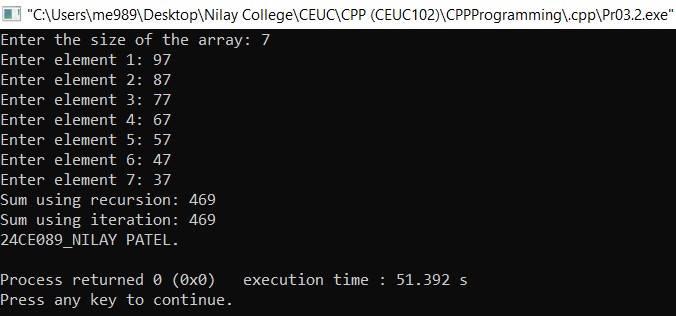 "C:\Users\me989\Desktop\Nilay College\CEUC\CPP (CEUC102)\CPPProgramming\.cpp\Pr03.2.exe"
Enter the size of the array: 7
Enter element 1: 97
Enter element 2: 87
Enter element 3: 77
Enter element 4: 67
Enter element 5: 57
Enter element 6: 47
Enter element 7: 37
Sum using recursion: 469
Sum using iteration: 469
24CE089_NILAY PATEL.
Process returned 0 (0x0)   execution time : 51.392 s
Press any key to continue.